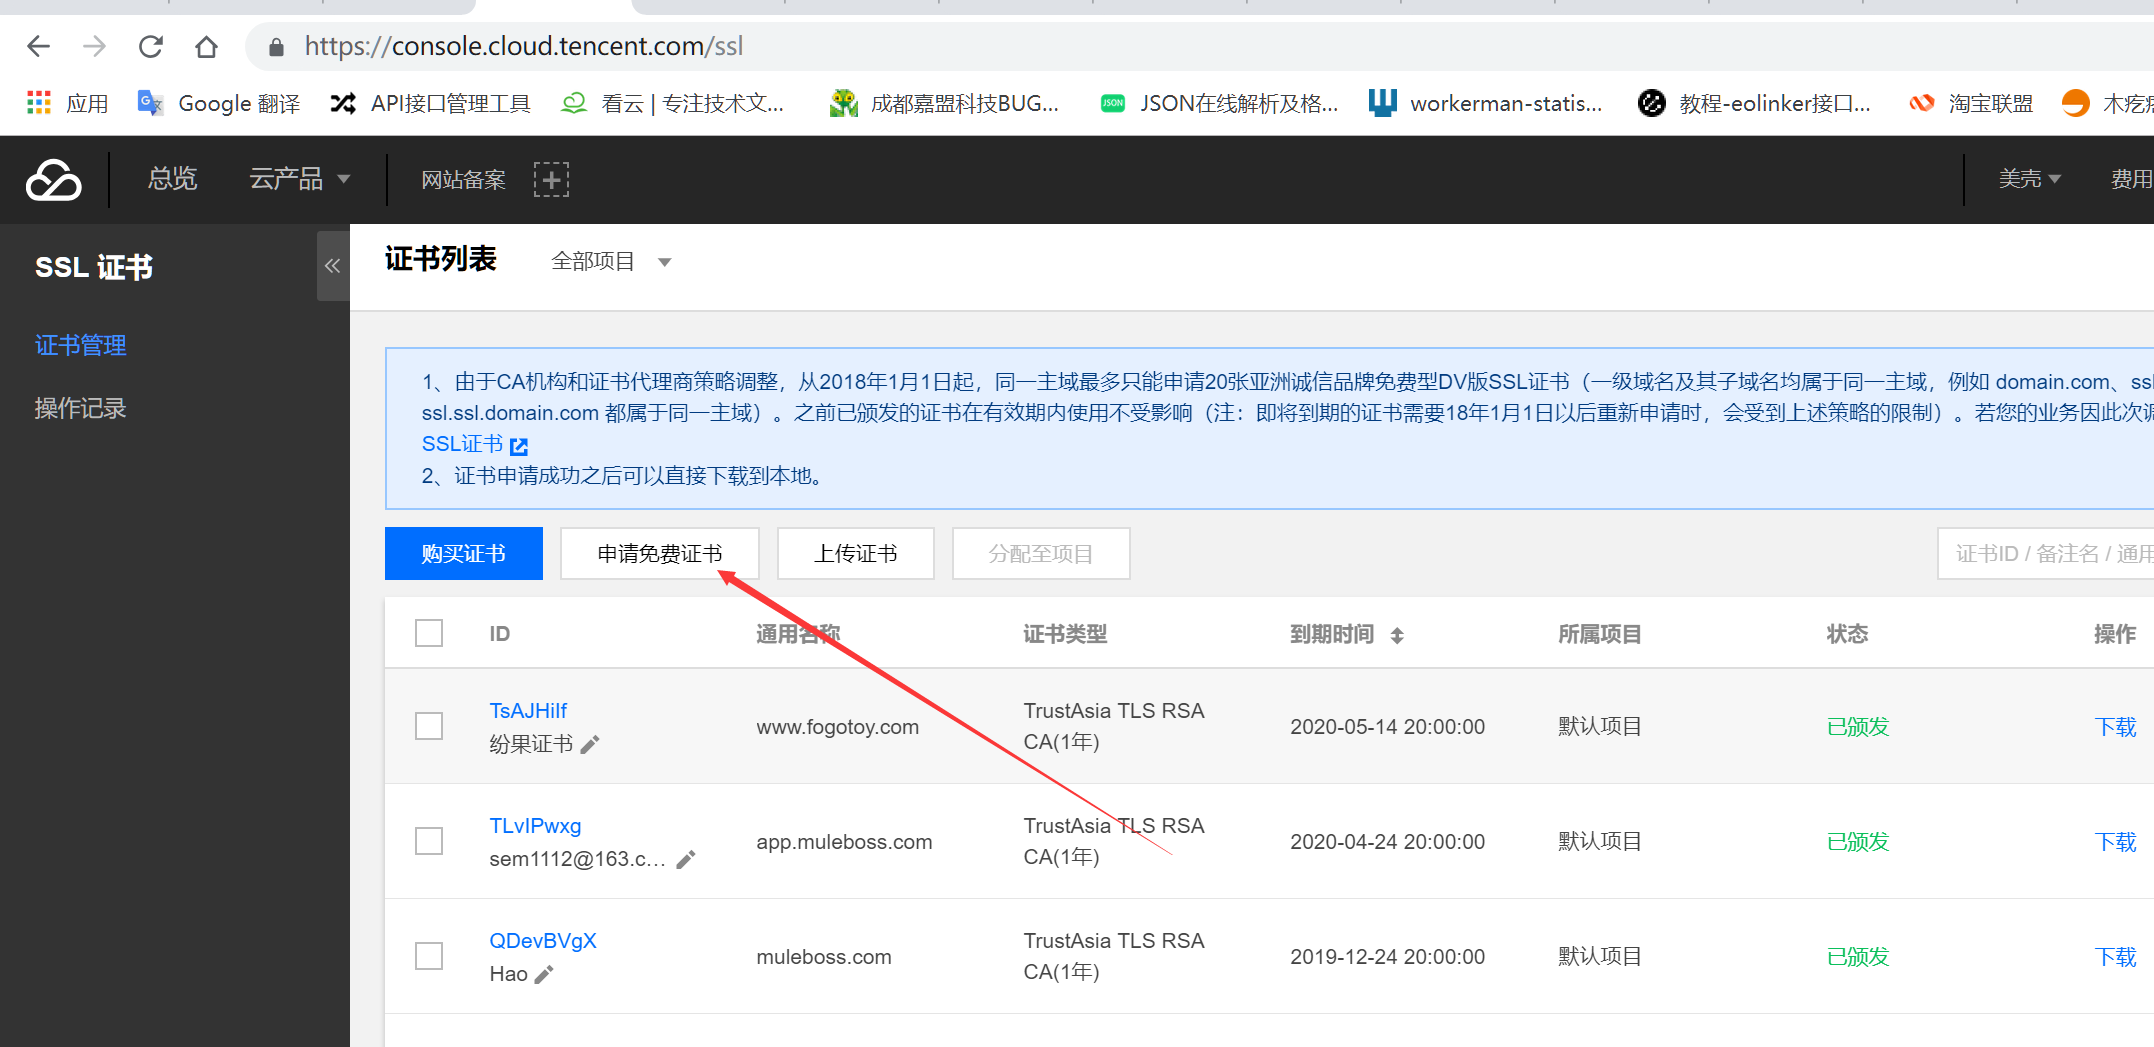 https://console.cloud.tencent.com/ssl
应用 Google 翻译 API接口管理工具 看云 | 专注技术文... 成都嘉盟科技BUG... JSON在线解析及格... workerman-statis... 教程-eolinker接口... 淘宝联盟 木疙
总览 云产品 网站备案 美壳 费用
SSL 证书
证书管理
操作记录
证书列表 全部项目
1、由于CA机构和证书代理商策略调整，从2018年1月1日起，同一主域最多只能申请20张亚洲诚信品牌免费型DV版SSL证书（一级域名及其子域名均属于同一主域，例如 domain.com、ssl
ssl.ssl.domain.com 都属于同一主域）。之前已颁发的证书在有效期内使用不受影响（注：即将到期的证书需要18年1月1日以后重新申请时，会受到上述策略的限制）。若您的业务因此次调
SSL证书
2、证书申请成功之后可以直接下载到本地。
购买证书 申请免费证书 上传证书 分配至项目 证书ID / 备注名 / 通用
ID 通用名称 证书类型 到期时间 所属项目 状态 操作
TsAJHiIf
纷果证书
www.fogotoy.com
TrustAsia TLS RSA
CA(1年)
2020-05-14 20:00:00 默认项目 已颁发 下载
TLvIPwxg
sem1112@163.c...
app.muleboss.com
TrustAsia TLS RSA
CA(1年)
2020-04-24 20:00:00 默认项目 已颁发 下载
QDevBVgX
Hao
muleboss.com
TrustAsia TLS RSA
CA(1年)
2019-12-24 20:00:00 默认项目 已颁发 下载